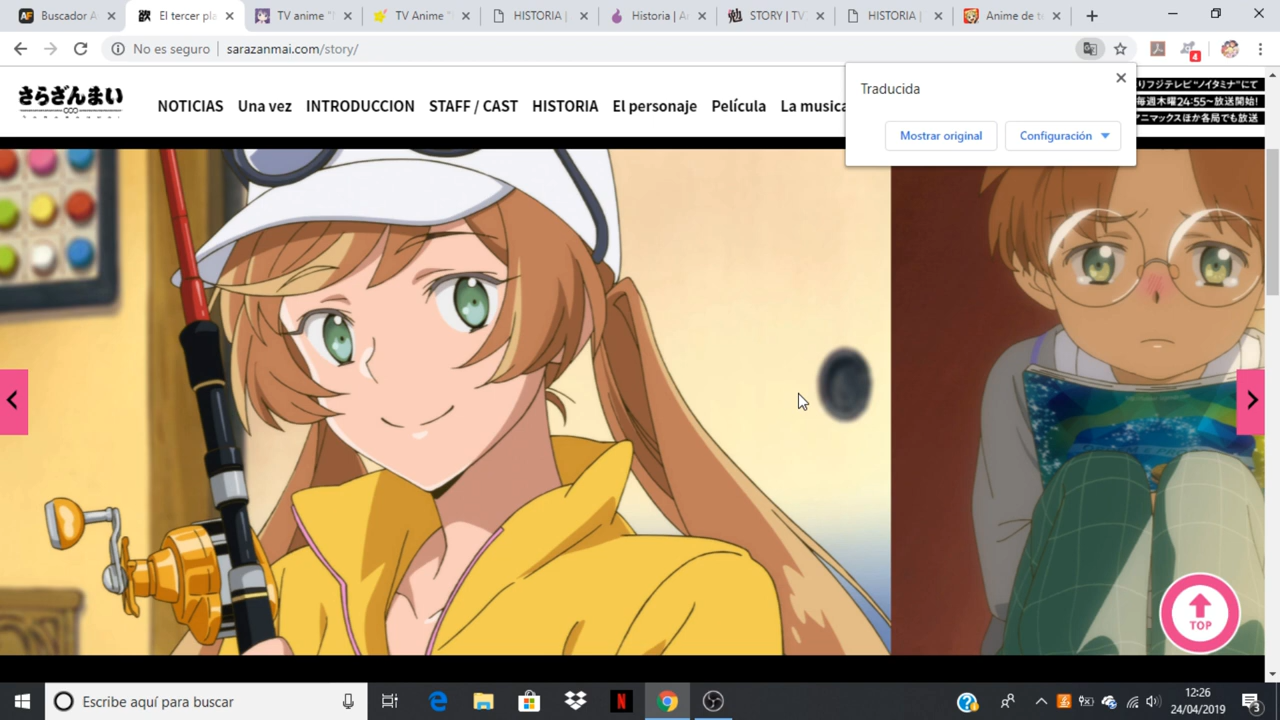 Buscador A
El tercer pla
TV anime "
TV Anime "
HISTORIA |
Historia | A
STORY | TV
HISTORIA |
Anime de t
No es seguro
sarazanmai.com/story/
4
Traducida
Mostrar original
Configuración
さらざんまい
NOTICIAS
Una vez
INTRODUCCION
STAFF / CAST
HISTORIA
El personaje
Película
La musica
りフジテレビ"ノイタミナ"にて
毎週木曜24:55~放送開始!
アニマックスほか各局でも放送
TOP
Escribe aquí para buscar
12:26
24/04/2019
3